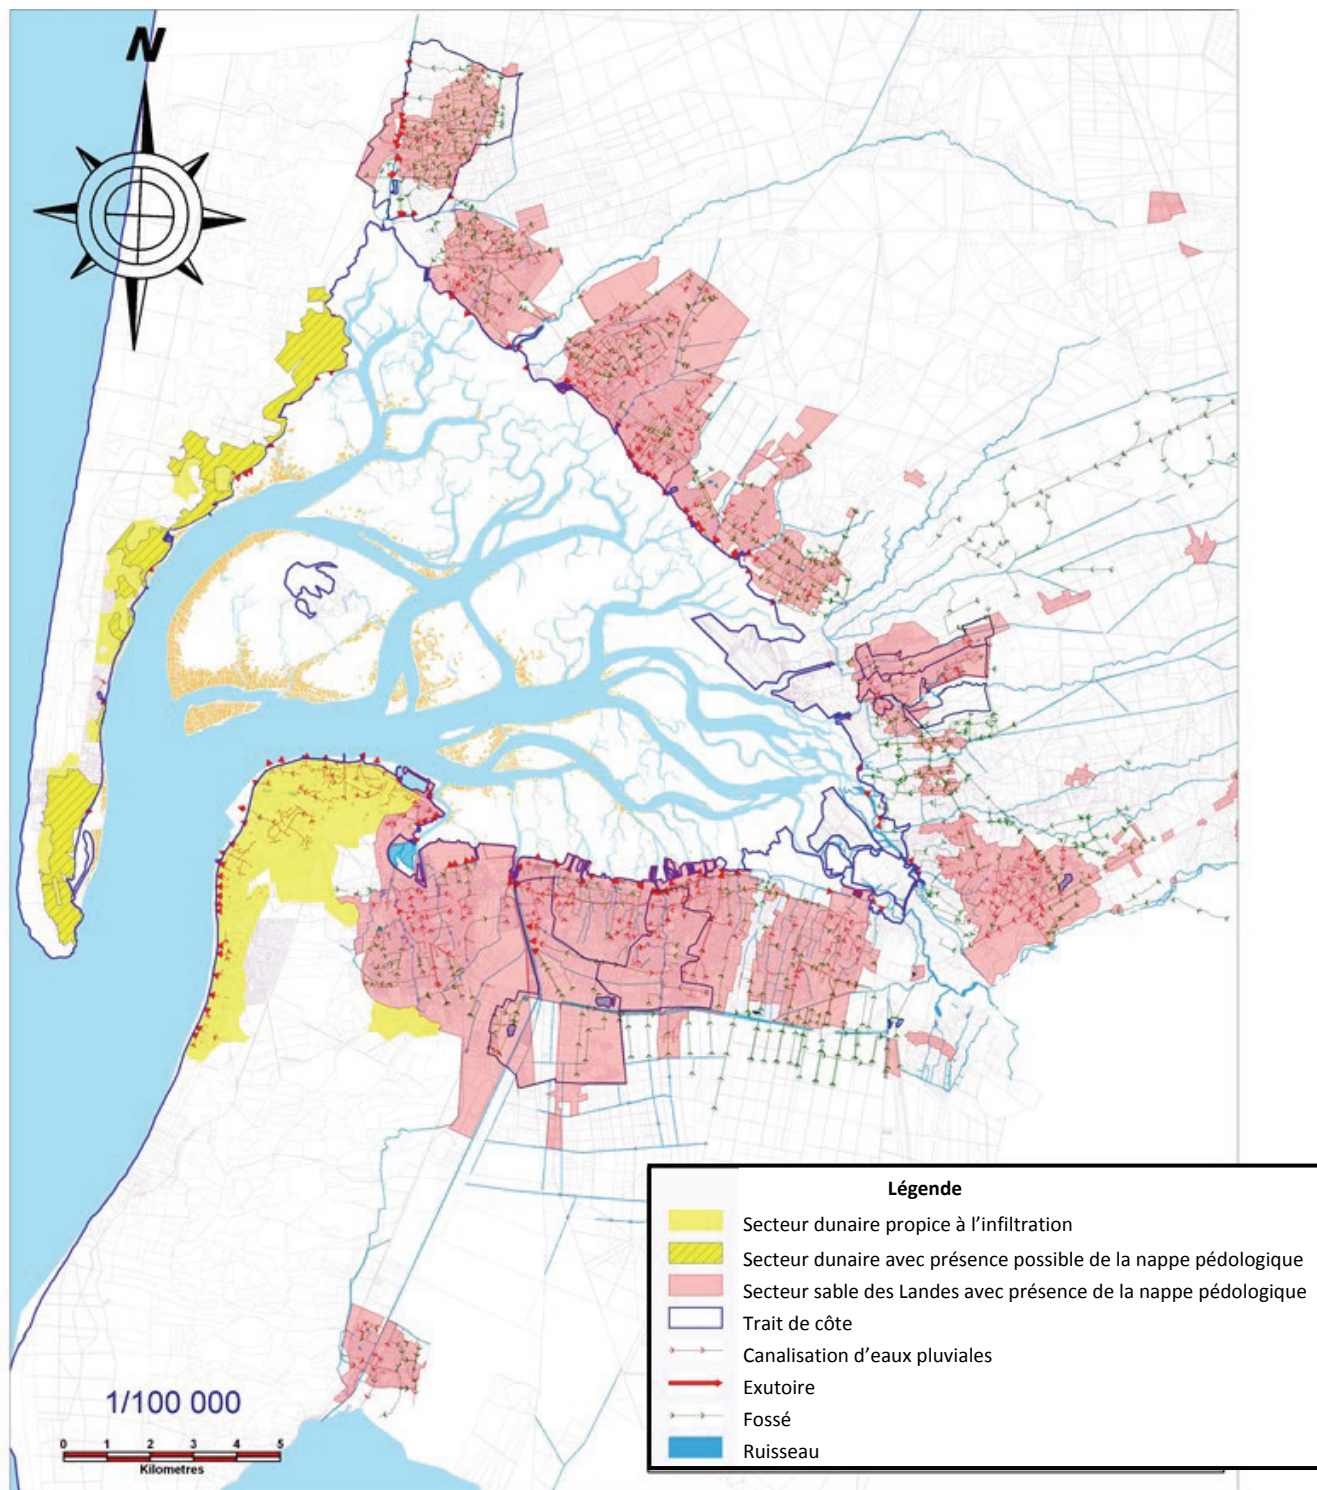 N
Légende
Secteur dunaire propice à l’infiltration
Secteur dunaire avec présence possible de la nappe pédologique
Secteur sable des Landes avec présence de la nappe pédologique
Trait de côte
Canalisation d’eaux pluviales
Exutoire
Fossé
Ruisseau
1/100 000
0 1 2 3 4 5
Kilometres